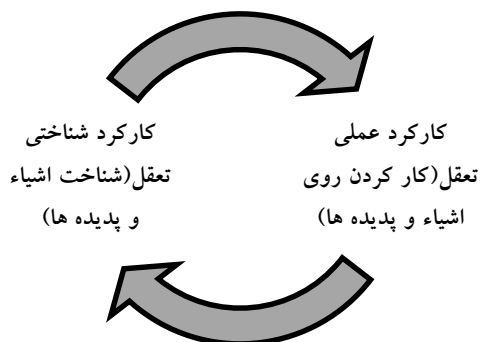 کارکرد عملی
تعقل(کار کردن روی
اشیاء و پدیده ها)
کارکرد شناختی
تعقل(شناخت اشیاء
و پدیده ها)